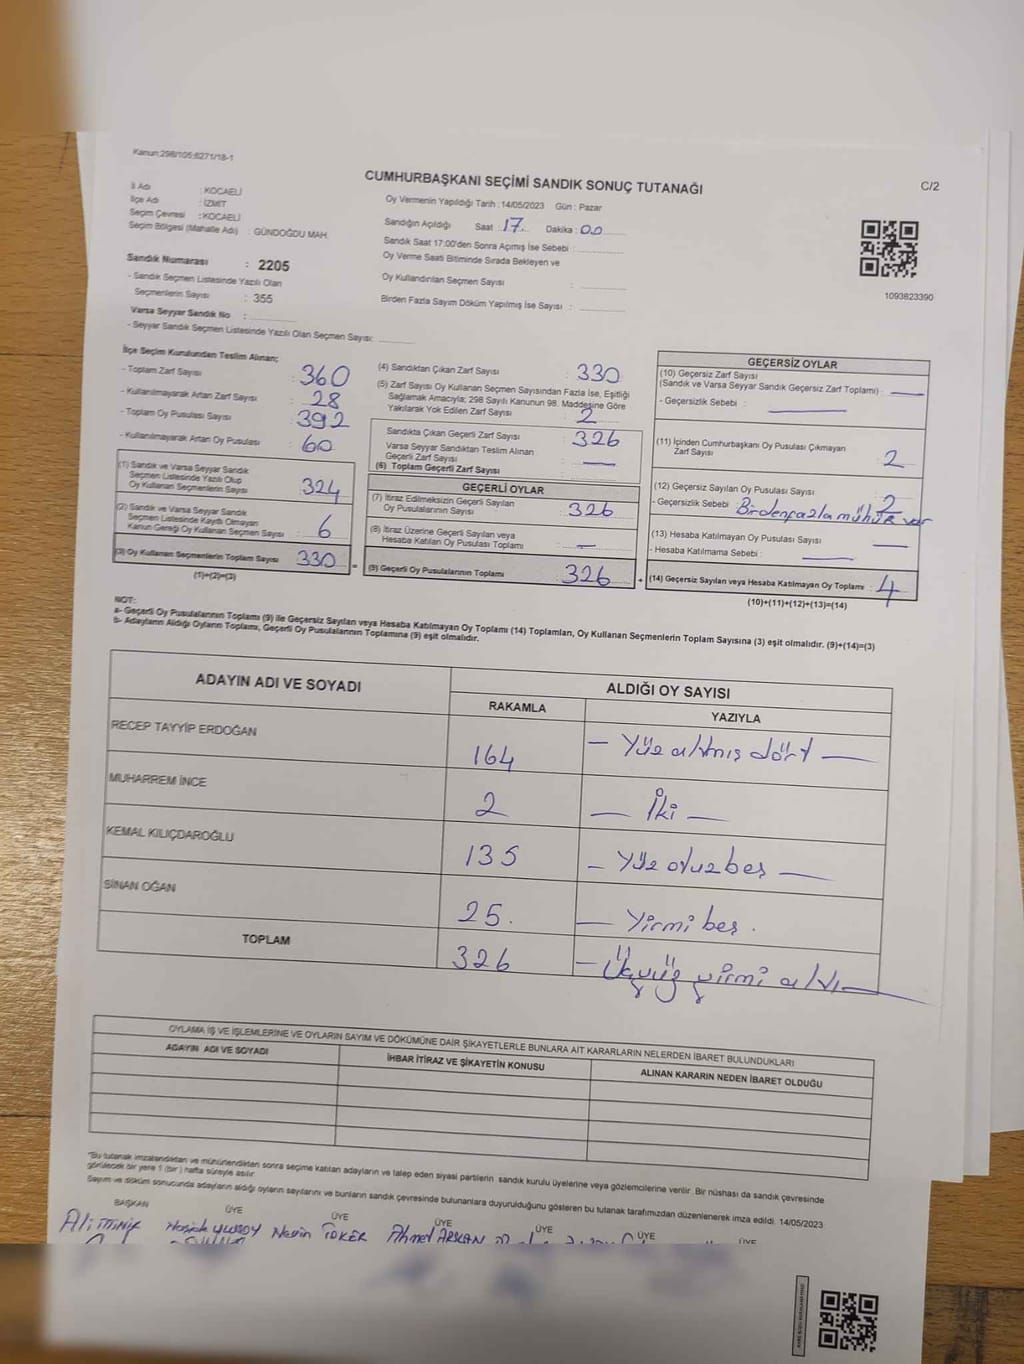 Kanun;298/105;6271/18-1
CUMHURBAŞKANI SEÇİMİ SANDIK SONUÇ TUTANAĞI
C/2
İl Adı : KOCAELİ
İlçe Adı : İZMİT
Seçim Çevresi : KOCAELİ
Seçim Bölgesi (Mahalle Adı) : GÜNDOĞDU MAH.
Sandık Numarası : 2205
- Sandık Seçmen Listesinde Yazılı Olan
Seçmenlerin Sayısı : 355
Varsa Seyyar Sandık No :
- Seyyar Sandık Seçmen Listesinde Yazılı Olan Seçmen Sayısı:
Oy Vermenin Yapıldığı Tarih : 14/05/2023 Gün : Pazar
Sandığın Açıldığı Saat : 17 Dakika : 00
Sandık Saat 17:00'den Sonra Açımış İse Sebebi :
Oy Verme Saati Bitiminde Sırada Bekleyen ve
Oy Kullandırılan Seçmen Sayısı :
Birden Fazla Sayım Döküm Yapılmış İse Sayısı :
1093823390
İlçe Seçim Kurulundan Teslim Alınan;
- Toplam Zarf Sayısı : 360
- Kullanılmayarak Artan Zarf Sayısı : 28
- Toplam Oy Pusulası Sayısı : 392
- Kullanılmayarak Artan Oy Pusulası : 60
(1) Sandık ve Varsa Seyyar Sandık
Seçmen Listesinde Yazılı Olup
Oy Kullanan Seçmenlerin Sayısı : 324
(2) Sandık ve Varsa Seyyar Sandık
Seçmen Listesinde Kayıtlı Olmayan
Kanun Gereği Oy Kullanan Seçmen Sayısı : 6
(3) Oy Kullanan Seçmenlerin Toplam Sayısı : 330
(1)+(2)=(3)
(4) Sandıktan Çıkan Zarf Sayısı : 330
(5) Zarf Sayısı Oy Kullanan Seçmen Sayısından Fazla İse, Eşitliği
Sağlamak Amacıyla; 298 Sayılı Kanunun 98. Maddesine Göre
Yakılarak Yok Edilen Zarf Sayısı : 2
Sandıkta Çıkan Geçerli Zarf Sayısı : 326
Varsa Seyyar Sandıktan Teslim Alınan
Geçerli Zarf Sayısı : —
(6) Toplam Geçerli Zarf Sayısı
GEÇERLİ OYLAR
(7) İtiraz Edilmeksizin Geçerli Sayılan
Oy Pusulalarının Sayısı : 326
(8) İtiraz Üzerine Geçerli Sayılan veya
Hesaba Katılan Oy Pusulası Toplamı : —
(9) Geçerli Oy Pusulalarının Toplamı : 326
GEÇERSİZ OYLAR
(10) Geçersiz Zarf Sayısı
(Sandık ve Varsa Seyyar Sandık Geçersiz Zarf Toplamı) : —
- Geçersizlik Sebebi : —
(11) İçinden Cumhurbaşkanı Oy Pusulası Çıkmayan
Zarf Sayısı : 2
(12) Geçersiz Sayılan Oy Pusulası Sayısı : 2
- Geçersizlik Sebebi : Birden fazla mühür var
(13) Hesaba Katılmayan Oy Pusulası Sayısı : —
- Hesaba Katılmama Sebebi : —
(14) Geçersiz Sayılan veya Hesaba Katılmayan Oy Toplamı : 4
(10)+(11)+(12)+(13)=(14)
NOT:
a- Geçerli Oy Pusulalarının Toplamı (9) ile Geçersiz Sayılan veya Hesaba Katılmayan Oy Toplamı (14) Toplamları, Oy Kullanan Seçmenlerin Toplam Sayısına (3) eşit olmalıdır. (9)+(14)=(3)
b- Adayların Aldığı Oyların Toplamı, Geçerli Oy Pusulalarının Toplamına (9) eşit olmalıdır.
ADAYIN ADI VE SOYADI
ALDIĞI OY SAYISI
RAKAMLA YAZIYLA
RECEP TAYYİP ERDOĞAN 164 — Yüz altmış dört —
MUHARREM İNCE 2 — İki —
KEMAL KILIÇDAROĞLU 135 — Yüz otuz beş —
SİNAN OĞAN 25. — Yirmi beş .
TOPLAM 326 — Üçyüz yirmi altı —
OYLAMA İŞ VE İŞLEMLERİNE VE OYLARIN SAYIM VE DÖKÜMÜNE DAİR ŞİKAYETLERLE BUNLARA AİT KARARLARIN NELERDEN İBARET BULUNDUKLARI
ADAYIN ADI VE SOYADI İHBAR İTİRAZ VE ŞİKAYETİN KONUSU ALINAN KARARIN NEDEN İBARET OLDUĞU
"Bu tutanak imzalandıktan ve mühürlendikten sonra seçime katılan adayların ve talep eden siyasi partilerin sandık kurulu üyelerine veya gözlemcilerine verilir. Bir nüshası da sandık çevresinde
görülecek bir yere 1 (bir) hafta süreyle asılır.
Sayım ve döküm sonucunda adayların aldığı oyların sayılarını ve bunların sandık çevresinde bulunanlara duyurulduğunu gösteren bu tutanak tarafımızdan düzenlenerek imza edildi. 14/05/2023
BAŞKAN ÜYE ÜYE ÜYE ÜYE ÜYE ÜYE
Nesrin TOKER Ahmet ARSLAN